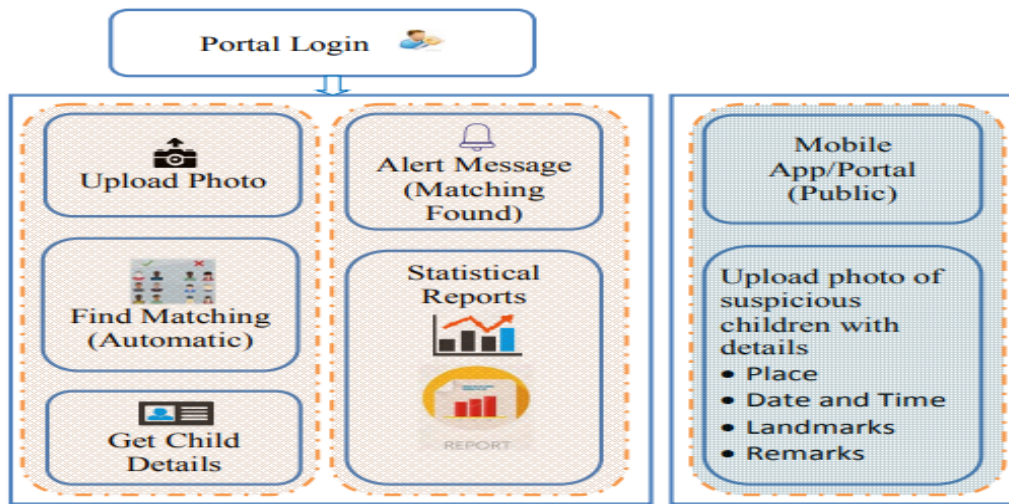 Portal Login
Upload Photo
Find Matching
(Automatic)
Get Child
Details
Alert Message
(Matching
Found)
Statistical
Reports
REPORT
Mobile
App/Portal
(Public)
Upload photo of
suspicious
children with
details
• Place
• Date and Time
• Landmarks
• Remarks